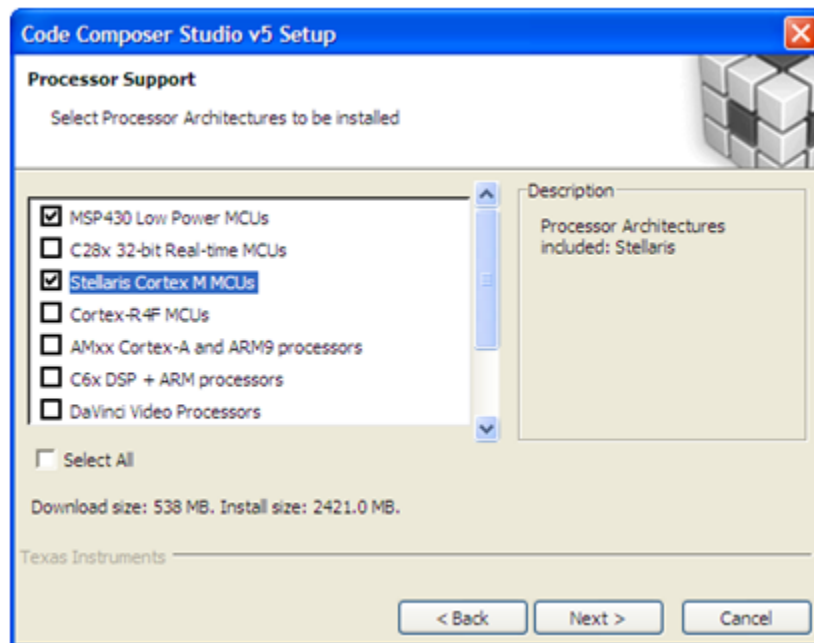 Code Composer Studio v5 Setup
Processor Support
Select Processor Architectures to be installed
MSP430 Low Power MCUs
C28x 32-bit Real-time MCUs
Stellaris Cortex M MCUs
Cortex-R4F MCUs
AMxx Cortex-A and ARM9 processors
C6x DSP + ARM processors
DaVinci Video Processors
Description
Processor Architectures
included: Stellaris
Select All
Download size: 538 MB. Install size: 2421.0 MB.
Texas Instruments
< Back
Next >
Cancel